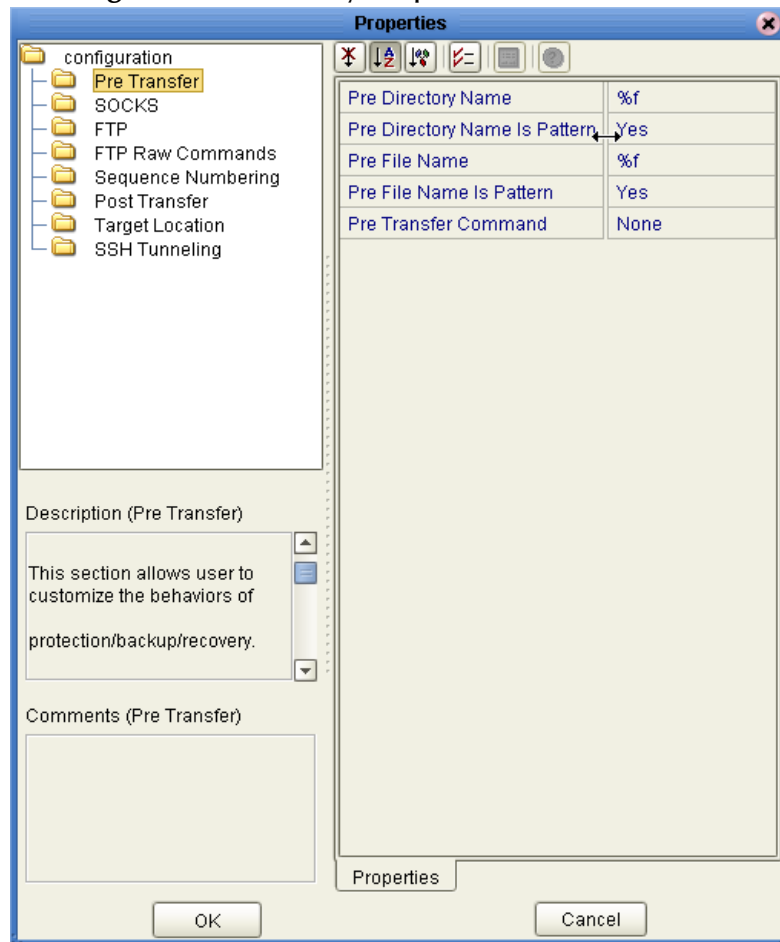 Properties
configuration
Pre Transfer
SOCKS
FTP
FTP Raw Commands
Sequence Numbering
Post Transfer
Target Location
SSH Tunneling
Pre Directory Name %f
Pre Directory Name Is Pattern Yes
Pre File Name %f
Pre File Name Is Pattern Yes
Pre Transfer Command None
Description (Pre Transfer)
This section allows user to
customize the behaviors of
protection/backup/recovery.
Comments (Pre Transfer)
Properties
OK
Cancel